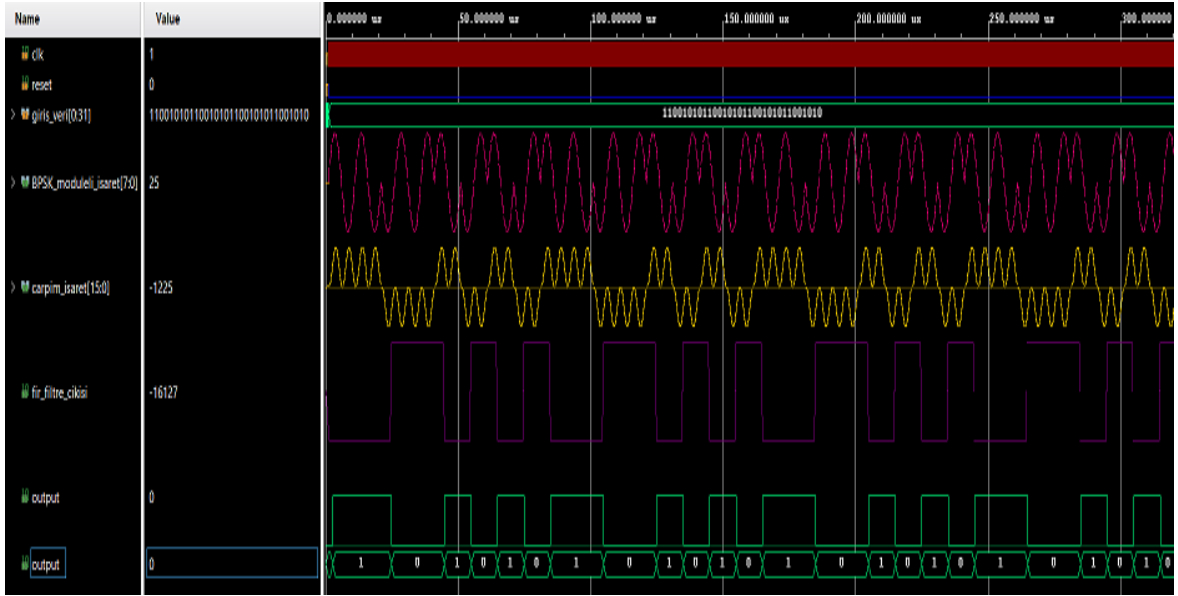 Name Value 0.000000 us 50.000000 us 100.000000 us 150.000000 us 200.000000 us 250.000000 us 300.000000
clk 1
reset 0
> giris_veri[0:31] 11001010110010101100101011001010 11001010110010101100101011001010
> BPSK_moduleli_isaret[7:0] 25
> carpim_isaret[15:0] -1225
fir_filtre_cikisi -16127
output 0
output 0 1 0 1 0 1 0 1 0 1 0 1 0 1 0 1 0 1 0 1 0 1 0 1 0